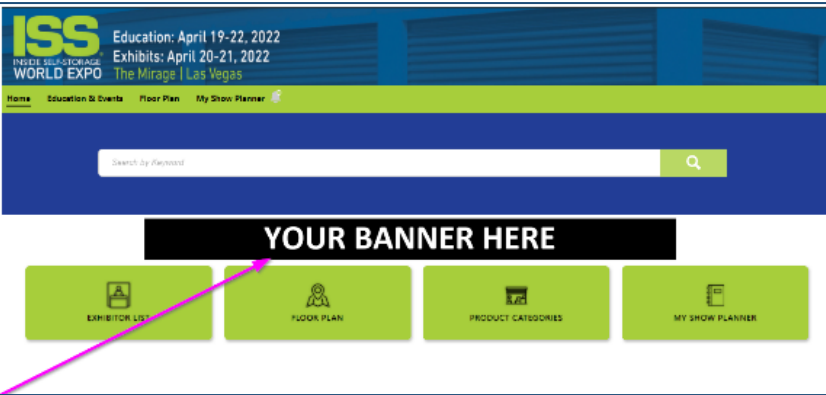 ISS
INSIDE SELF-STORAGE
WORLD EXPO
Education: April 19-22, 2022
Exhibits: April 20-21, 2022
The Mirage | Las Vegas
Home Education & Events Floor Plan My Show Planner
Search by Keyword
YOUR BANNER HERE
EXHIBITOR LIST FLOOR PLAN PRODUCT CATEGORIES MY SHOW PLANNER